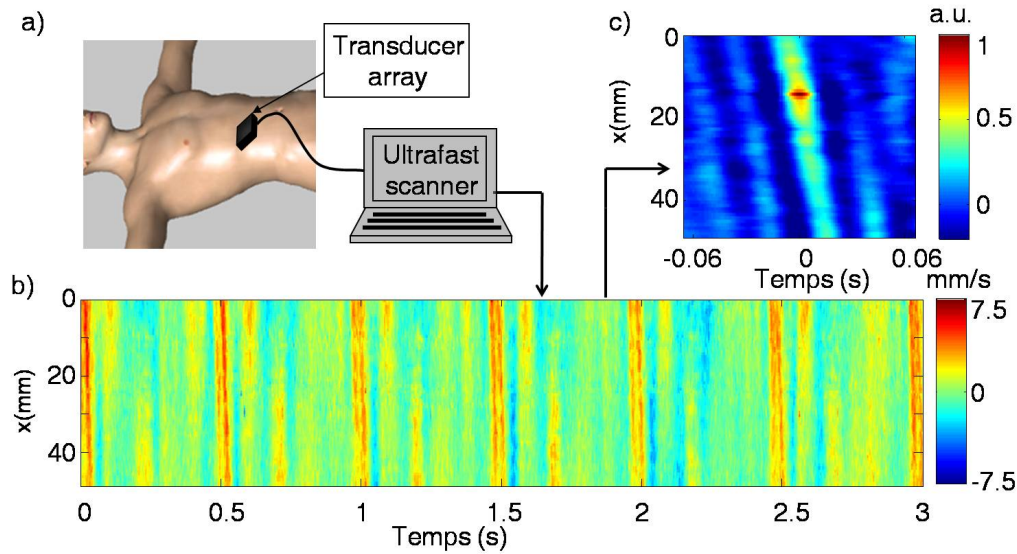 a)
Transducer
array
Ultrafast
scanner
c)
a.u.
0
20
40
x(mm)
-0.06
0
0.06
Temps (s)
1
0.5
0
b)
mm/s
0
20
40
x(mm)
0
0.5
1
1.5
2
2.5
3
Temps (s)
7.5
0
-7.5